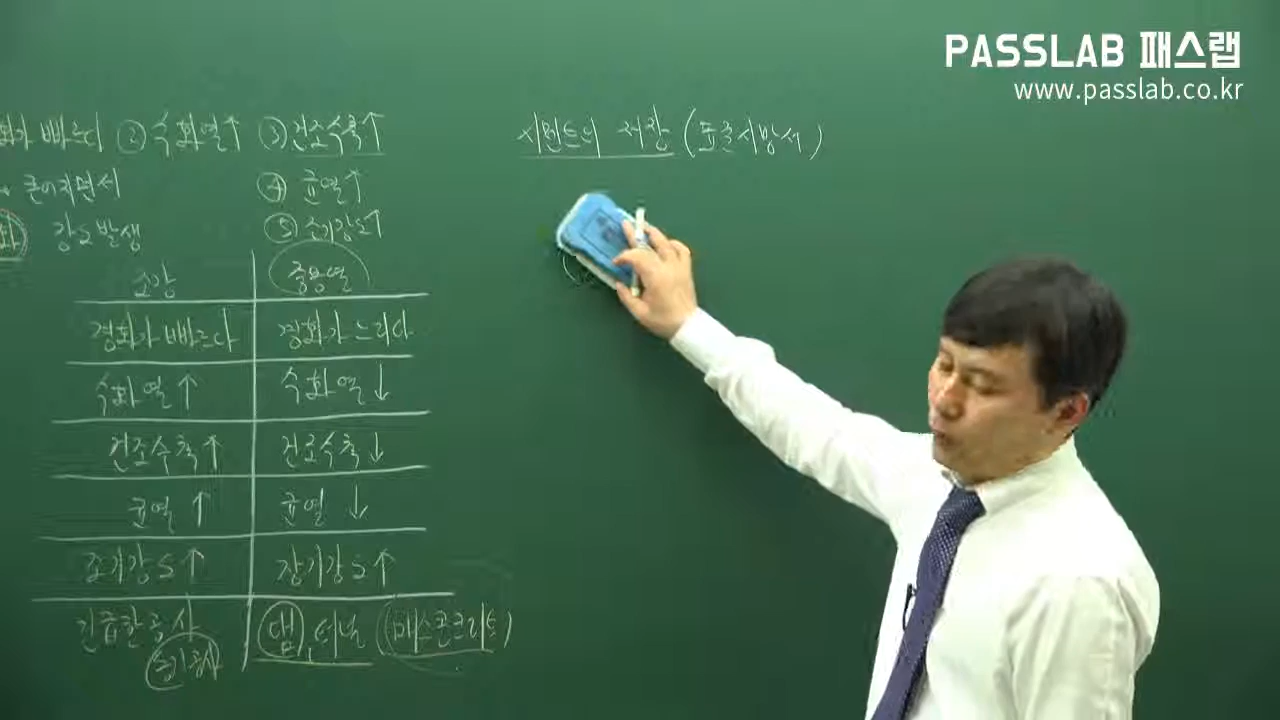 PASSLAB 패스랩
www.passlab.co.kr
빠르다 ② 수화열↑ ③ 건조수축↑
④ 균열↑
⑤ 조기강도↑
강도발생
시멘트의 저장 (표준시방서)
조강 중용열
경화가 빠르다 경화가 느리다
수화열↑ 수화열↓
건조수축↑ 건조수축↓
균열↑ 균열↓
조기강도↑ 장기강도↑
긴급한 공사 댐, 터널 (매스콘크리트)